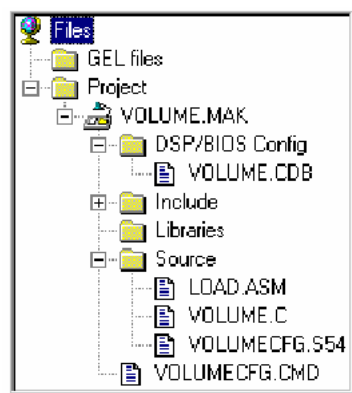 Files
GEL files
Project
VOLUME.MAK
DSP/BIOS Config
VOLUME.CDB
Include
Libraries
Source
LOAD.ASM
VOLUME.C
VOLUMECFG.S54
VOLUMECFG.CMD